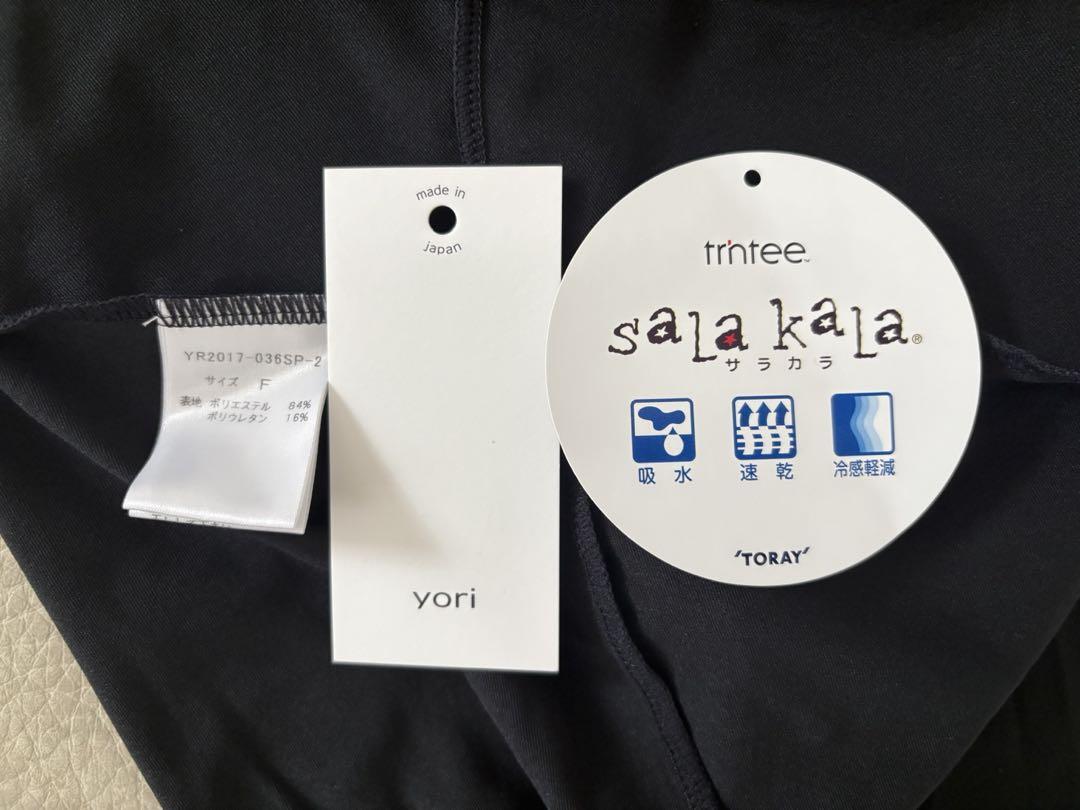 YR2017-036SP-2
サイズ F
表地 ポリエステル 84%
ポリウレタン 16%
made in
japan
yori
trintee™
sala kala®
サラカラ
吸水
速乾
冷感軽減
'TORAY'